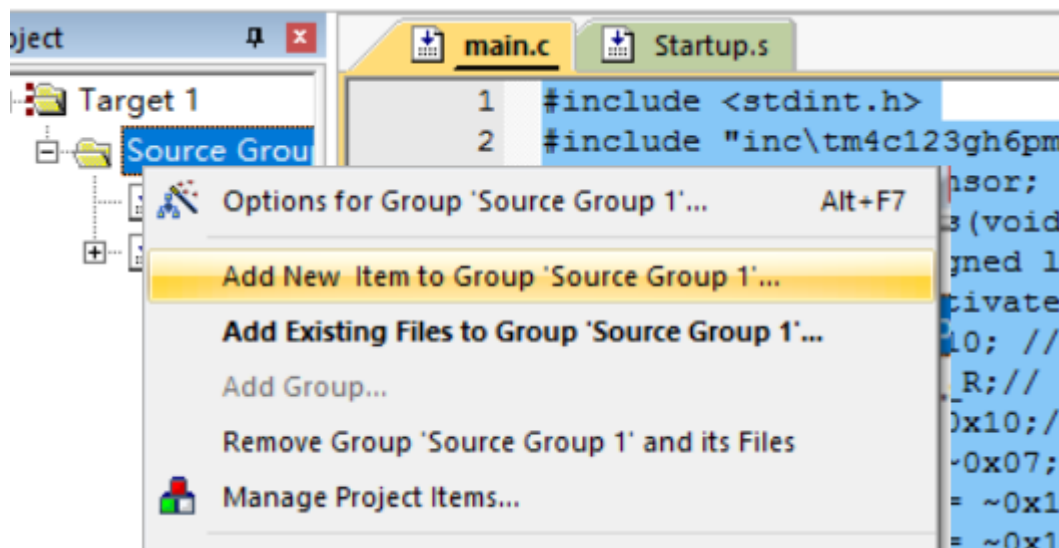 oject
main.c
Startup.s
Target 1
Source Grou
1 #include <stdint.h>
2 #include "inc\tm4c123gh6pm
nsor;
s(void
gned l
tivate
10; //
_R;//
0x10;/
~0x07;
= ~0x1
= ~0x1
Options for Group 'Source Group 1'... Alt+F7
Add New Item to Group 'Source Group 1'...
Add Existing Files to Group 'Source Group 1'...
Add Group...
Remove Group 'Source Group 1' and its Files
Manage Project Items...